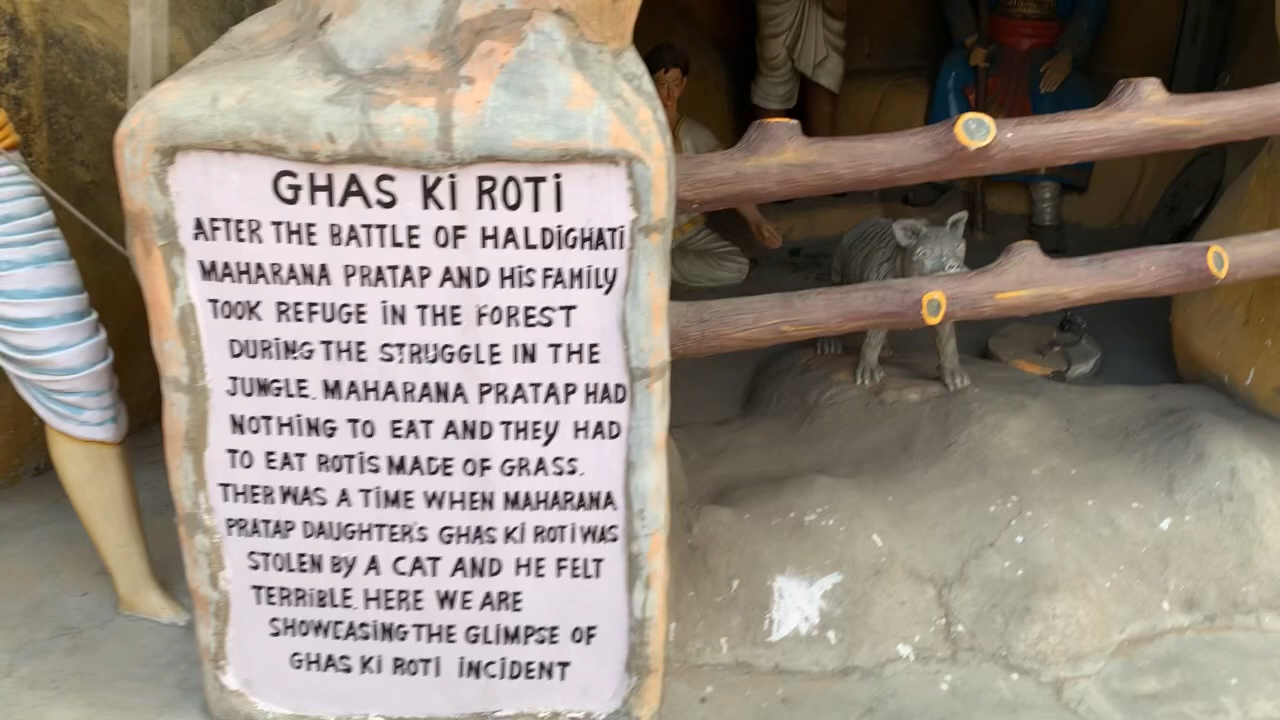 GHAS Ki ROTi
AFTER THE BATTLE OF HALDiGHATi
MAHARANA PRATAP AND HiS FAMILY
TOOK REFUGE iN THE FOREST
DURiNG THE STRUGGLE IN THE
JUNGLE. MAHARANA PRATAP HAD
NOTHiNG TO EAT AND THEy HAD
TO EAT ROTiS MADE OF GRASS.
THER WAS A TiME WHEN MAHARANA
PRATAP DAUGHTER'S GHAS Ki ROTi WAS
STOLEN By A CAT AND HE FELT
TERRiBLE. HERE WE ARE
SHOWCASING THE GLIMPSE OF
GHAS Ki ROTi iNCiDENT